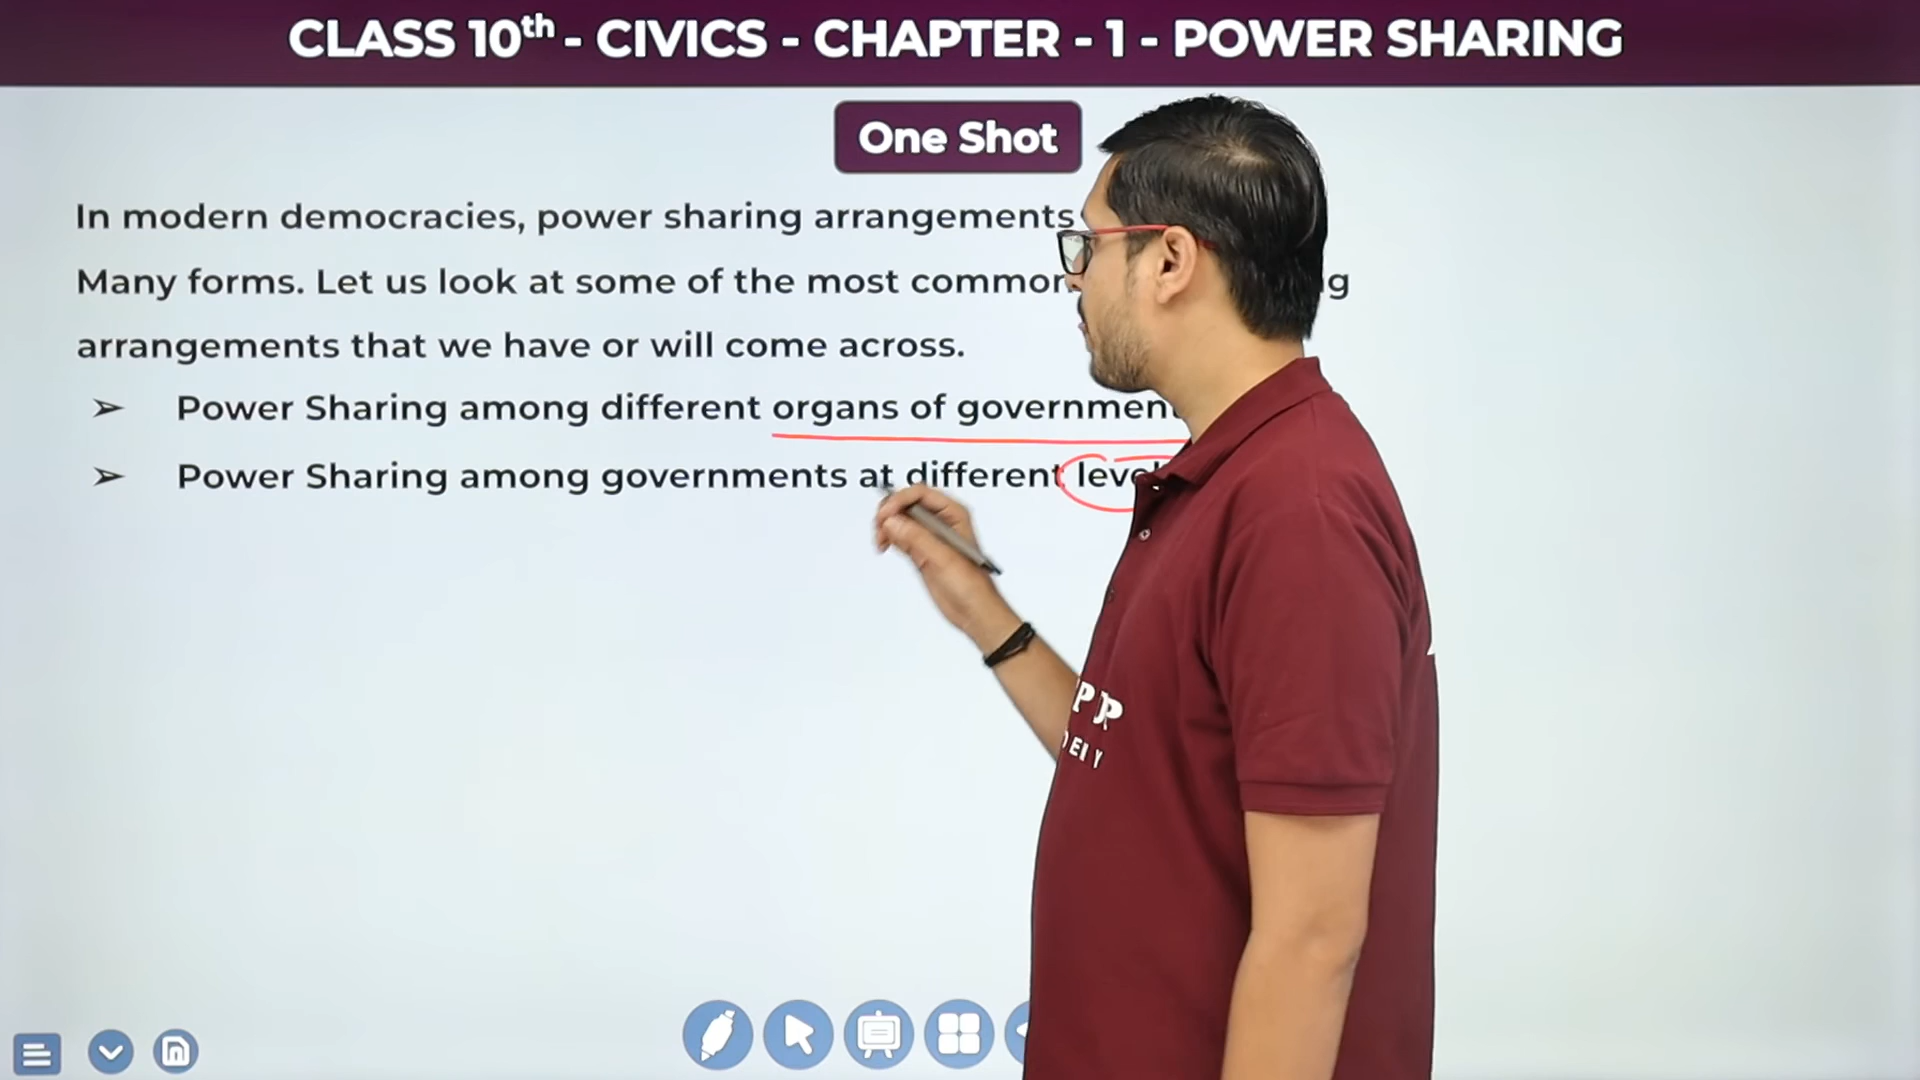 CLASS 10th - CIVICS - CHAPTER - 1 - POWER SHARING
One Shot
In modern democracies, power sharing arrangements
Many forms. Let us look at some of the most common
arrangements that we have or will come across.
➢ Power Sharing among different organs of government
➢ Power Sharing among governments at different